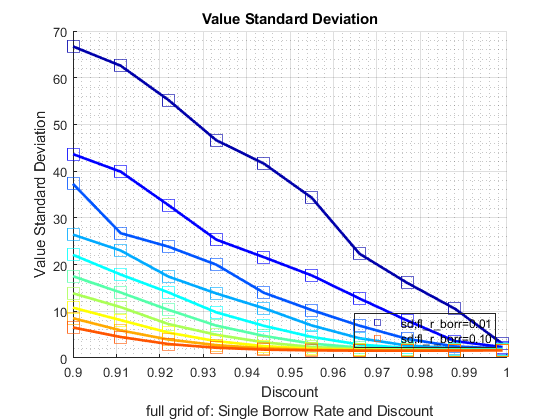 Value Standard Deviation
70
60
50
40
30
20
10
0
Value Standard Deviation
sd,fl_r_borr=0.01
sd,fl_r_borr=0.10
0.9 0.91 0.92 0.93 0.94 0.95 0.96 0.97 0.98 0.99 1
Discount
full grid of: Single Borrow Rate and Discount